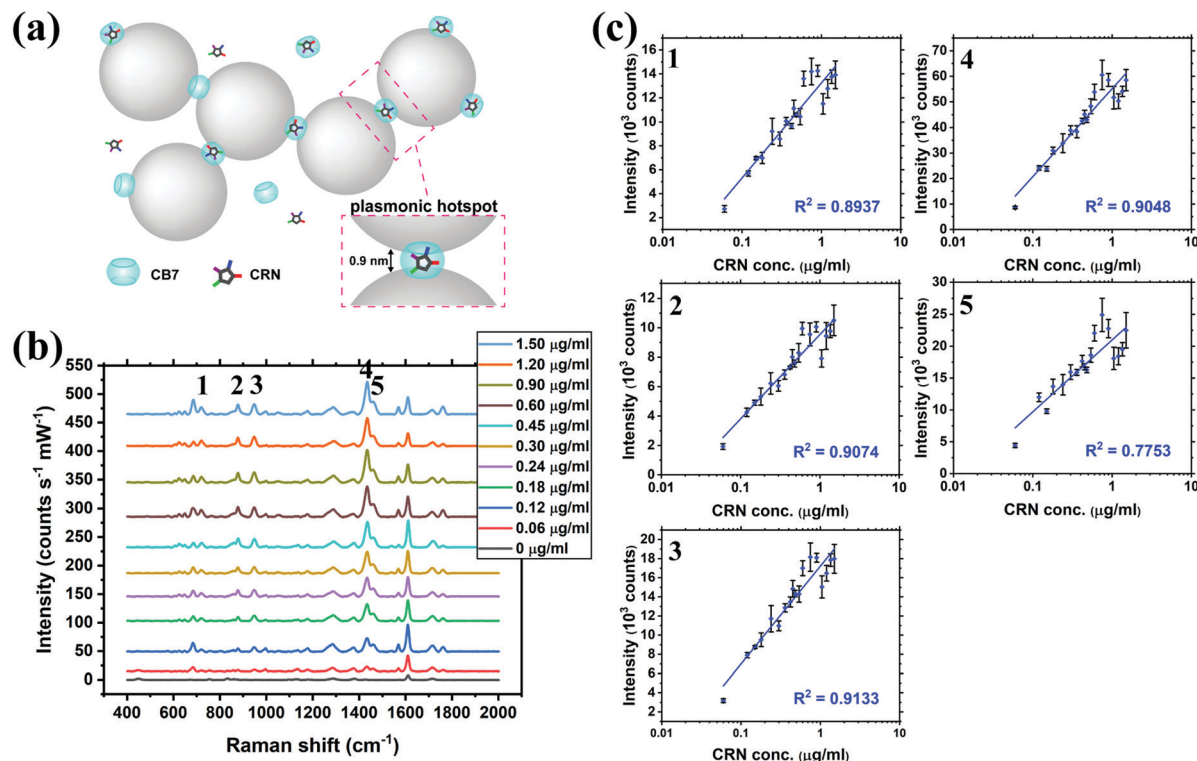 (a)
plasmonic hotspot
0.9 nm
CB7
CRN
(b)
550
500
450
400
350
300
250
200
150
100
50
0
Intensity (counts s⁻¹ mW⁻¹)
1 2 3 4 5
1.50 µg/ml
1.20 µg/ml
0.90 µg/ml
0.60 µg/ml
0.45 µg/ml
0.30 µg/ml
0.24 µg/ml
0.18 µg/ml
0.12 µg/ml
0.06 µg/ml
0 µg/ml
400 600 800 1000 1200 1400 1600 1800 2000
Raman shift (cm⁻¹)
(c)
1
Intensity (10³ counts)
16
14
12
10
8
6
4
2
R² = 0.8937
0.01 0.1 1 10
CRN conc. (µg/ml)
4
Intensity (10³ counts)
70
60
50
40
30
20
10
0
R² = 0.9048
0.01 0.1 1 10
CRN conc. (µg/ml)
2
Intensity (10³ counts)
12
10
8
6
4
2
0
R² = 0.9074
0.01 0.1 1 10
CRN conc. (µg/ml)
5
Intensity (10³ counts)
30
25
20
15
10
5
0
R² = 0.7753
0.01 0.1 1 10
CRN conc. (µg/ml)
3
Intensity (10³ counts)
20
18
16
14
12
10
8
6
4
2
R² = 0.9133
0.01 0.1 1 10
CRN conc. (µg/ml)